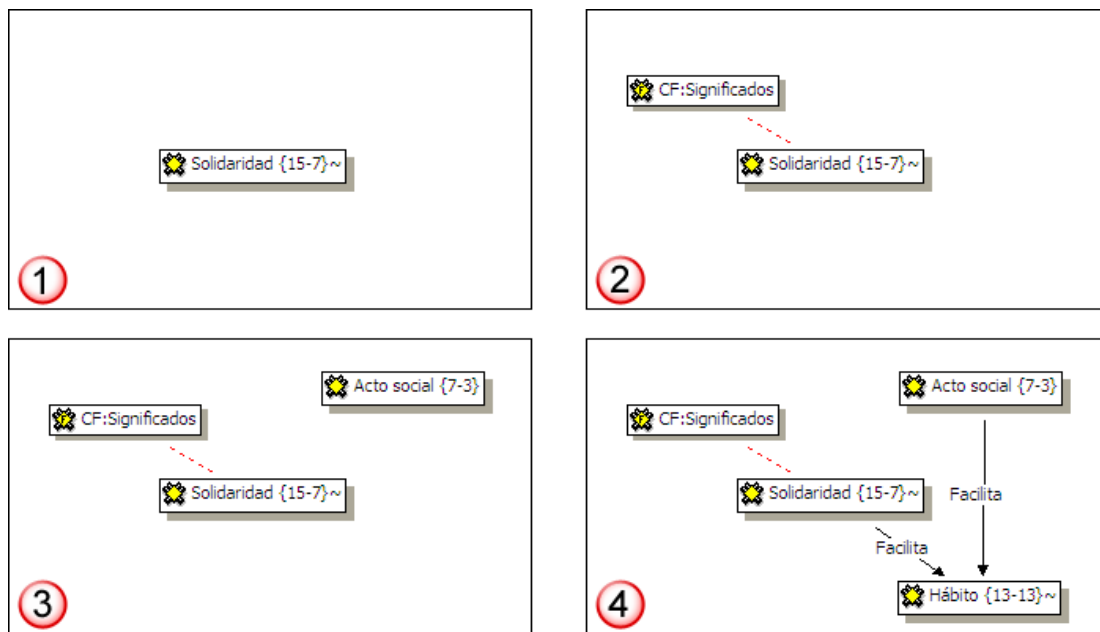 Solidaridad {15-7}~
1
CF:Significados
Solidaridad {15-7}~
2
Acto social {7-3}
CF:Significados
Solidaridad {15-7}~
3
Acto social {7-3}
CF:Significados
Solidaridad {15-7}~
Facilita
Facilita
Hábito {13-13}~
4